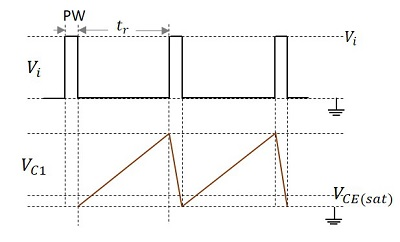 PW
t_r
V_i
V_i
V_C1
V_CE(sat)